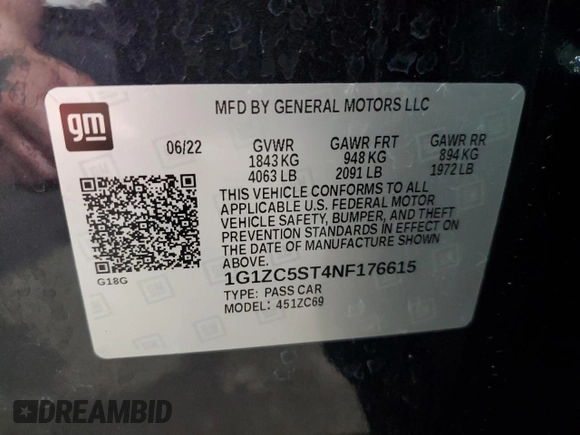 MFD BY GENERAL MOTORS LLC
gm
06/22 GVWR GAWR FRT GAWR RR
1843 KG 948 KG 894 KG
4063 LB 2091 LB 1972 LB
THIS VEHICLE CONFORMS TO ALL
APPLICABLE U.S. FEDERAL MOTOR
VEHICLE SAFETY, BUMPER, AND THEFT
PREVENTION STANDARDS IN EFFECT ON
THE DATE OF MANUFACTURE SHOWN
ABOVE.
G18G
1G1ZC5ST4NF176615
TYPE: PASS CAR
MODEL: 451ZC69
DREAMBID